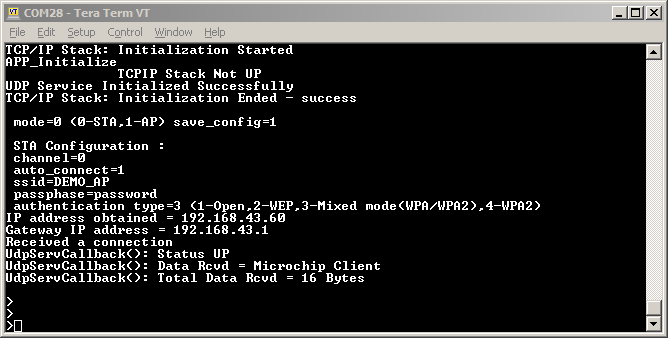 COM28 - Tera Term VT
File Edit Setup Control Window Help
TCP/IP Stack: Initialization Started
APP_Initialize
TCPIP Stack Not UP
UDP Service Initialized Successfully
TCP/IP Stack: Initialization Ended - success
mode=0 (0-STA,1-AP) save_config=1
STA Configuration :
channel=0
auto_connect=1
ssid=DEMO_AP
passphase=password
authentication type=3 (1-Open,2-WEP,3-Mixed mode(WPA/WPA2),4-WPA2)
IP address obtained = 192.168.43.60
Gateway IP address = 192.168.43.1
Received a connection
UdpServCallback(): Status UP
UdpServCallback(): Data Rcvd = Microchip Client
UdpServCallback(): Total Data Rcvd = 16 Bytes
>
>
>